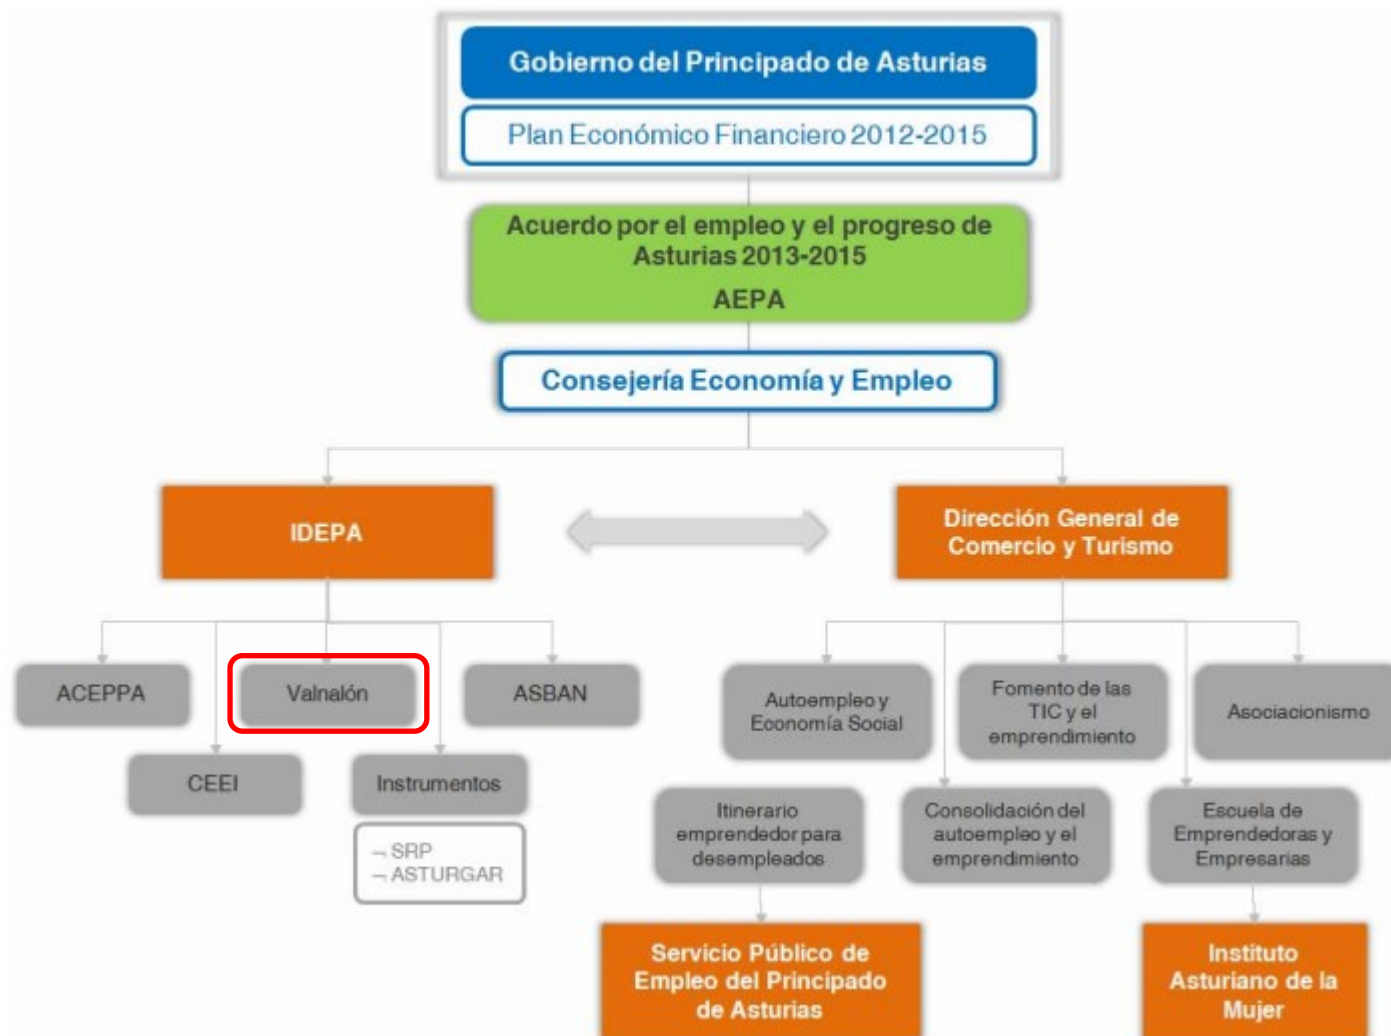 Gobierno del Principado de Asturias
Plan Económico Financiero 2012-2015
Acuerdo por el empleo y el progreso de
Asturias 2013-2015
AEPA
Consejería Economía y Empleo
IDEPA
Dirección General de
Comercio y Turismo
ACEPPA
Valnalón
ASBAN
CEEI
Instrumentos
¬ SRP
¬ ASTURGAR
Autoempleo y
Economía Social
Fomento de las
TIC y el
emprendimiento
Asociacionismo
Itinerario
emprendedor para
desempleados
Consolidación del
autoempleo y el
emprendimiento
Escuela de
Emprendedoras y
Empresarias
Servicio Público de
Empleo del Principado
de Asturias
Instituto
Asturiano de la
Mujer